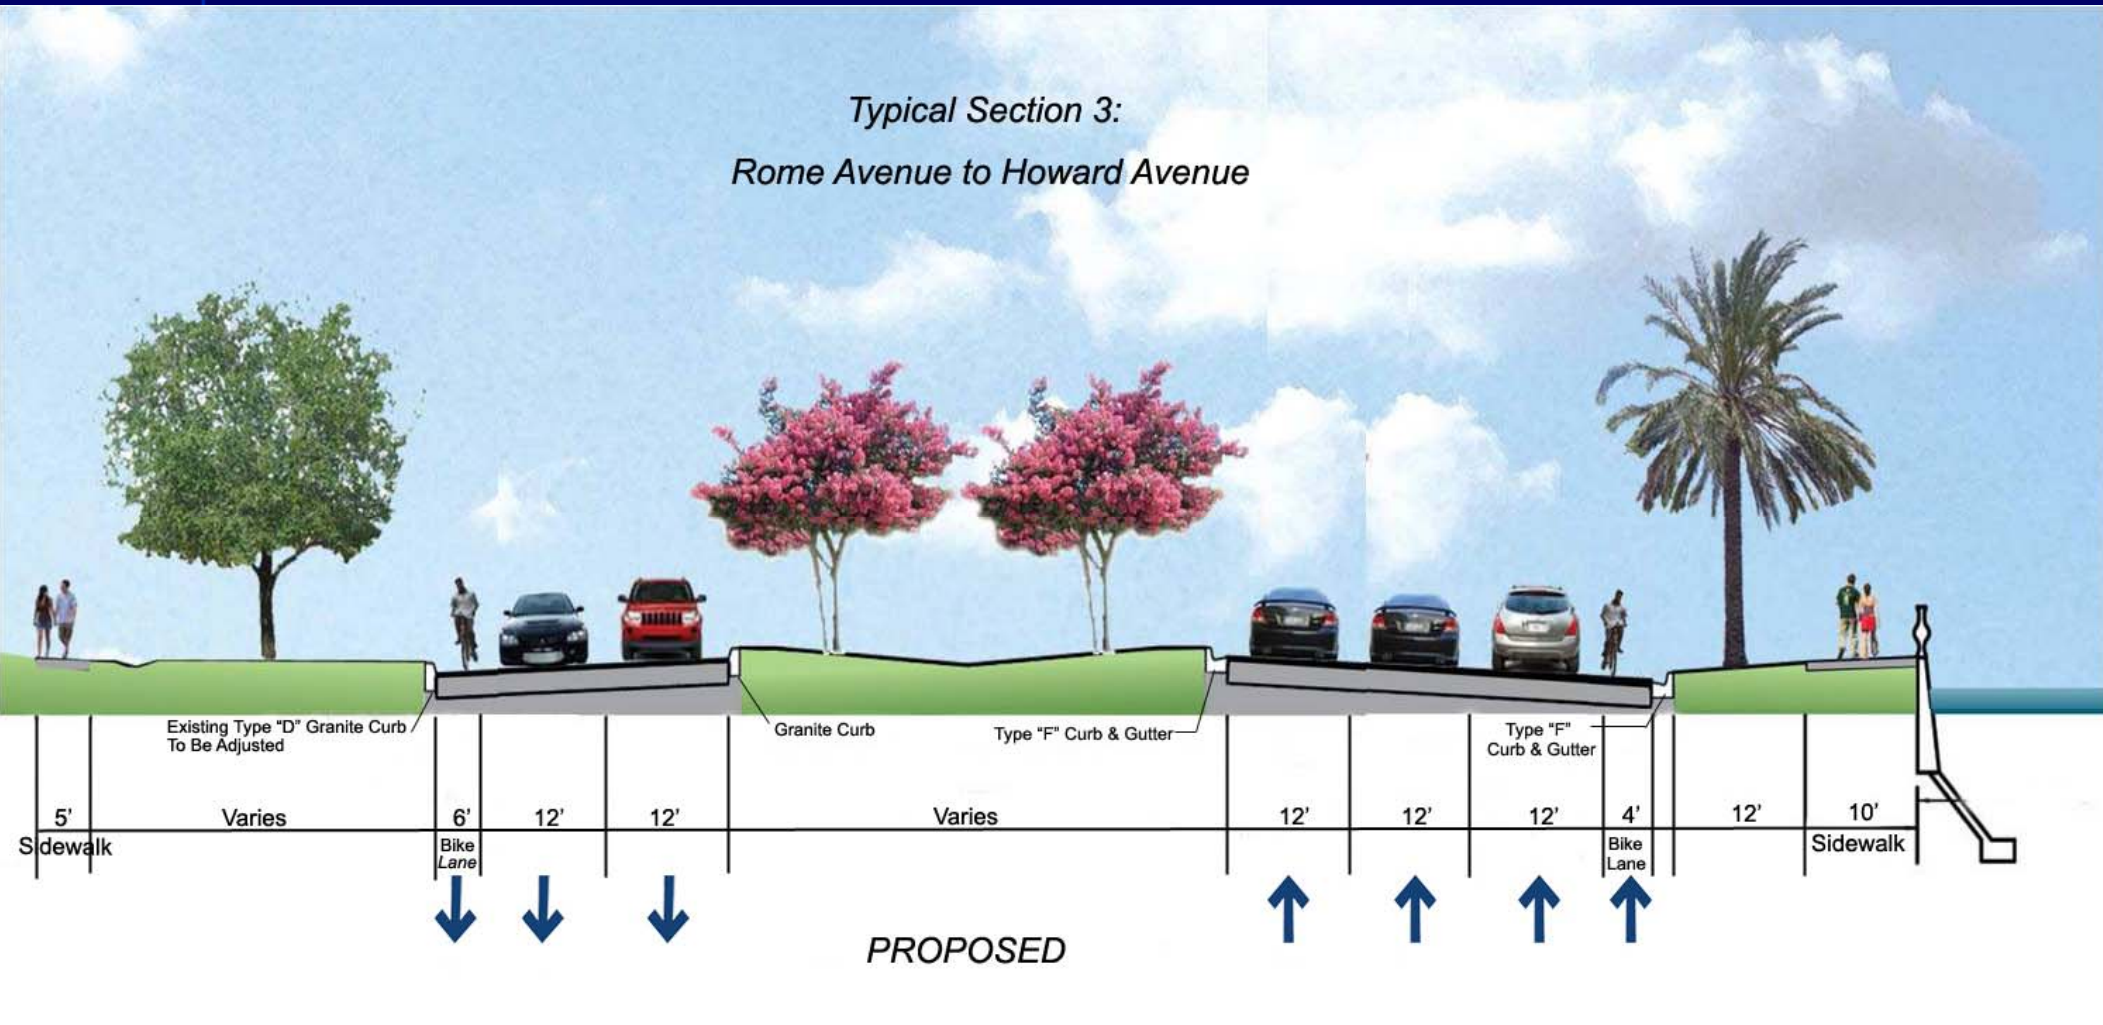 Typical Section 3:
Rome Avenue to Howard Avenue
Existing Type “D” Granite Curb
To Be Adjusted
Granite Curb
Type “F” Curb & Gutter
Type “F”
Curb & Gutter
5’ Varies 6’ 12’ 12’ Varies 12’ 12’ 12’ 4’ 12’ 10’
Sidewalk
Bike
Lane
Bike
Lane
Sidewalk
PROPOSED